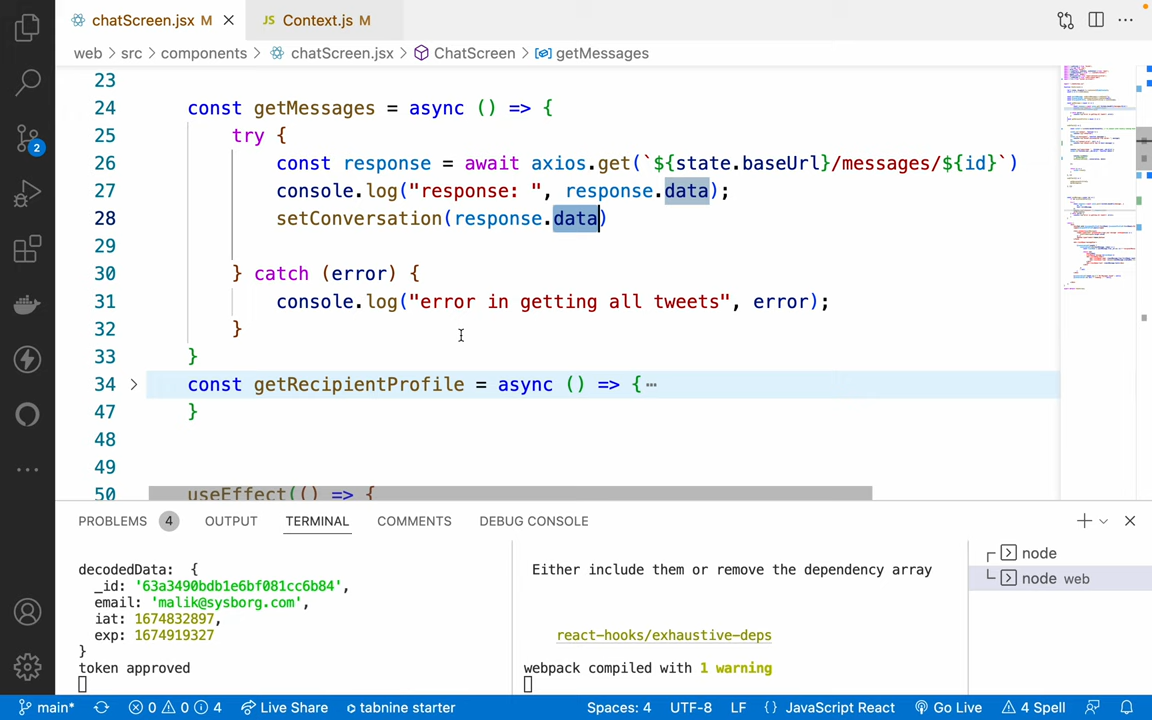 chatScreen.jsx M
JS Context.js M
web > src > components > chatScreen.jsx > ChatScreen > getMessages
23
24 const getMessages = async () => {
25 try {
26 const response = await axios.get(`${state.baseUrl}/messages/${id}`)
27 console.log("response: ", response.data);
28 setConversation(response.data)
29
30 } catch (error) {
31 console.log("error in getting all tweets", error);
32 }
33 }
34 const getRecipientProfile = async () => {
47 }
48
49
50 useEffect(() => {
2
PROBLEMS 4 OUTPUT TERMINAL COMMENTS DEBUG CONSOLE
decodedData: {
_id: '63a3490bdb1e6bf081cc6b84',
email: 'malik@sysborg.com',
iat: 1674832897,
exp: 1674919327
}
token approved
Either include them or remove the dependency array
react-hooks/exhaustive-deps
webpack compiled with 1 warning
node
node web
main* 0 0 4 Live Share tabnine starter Spaces: 4 UTF-8 LF {} JavaScript React Go Live 4 Spell